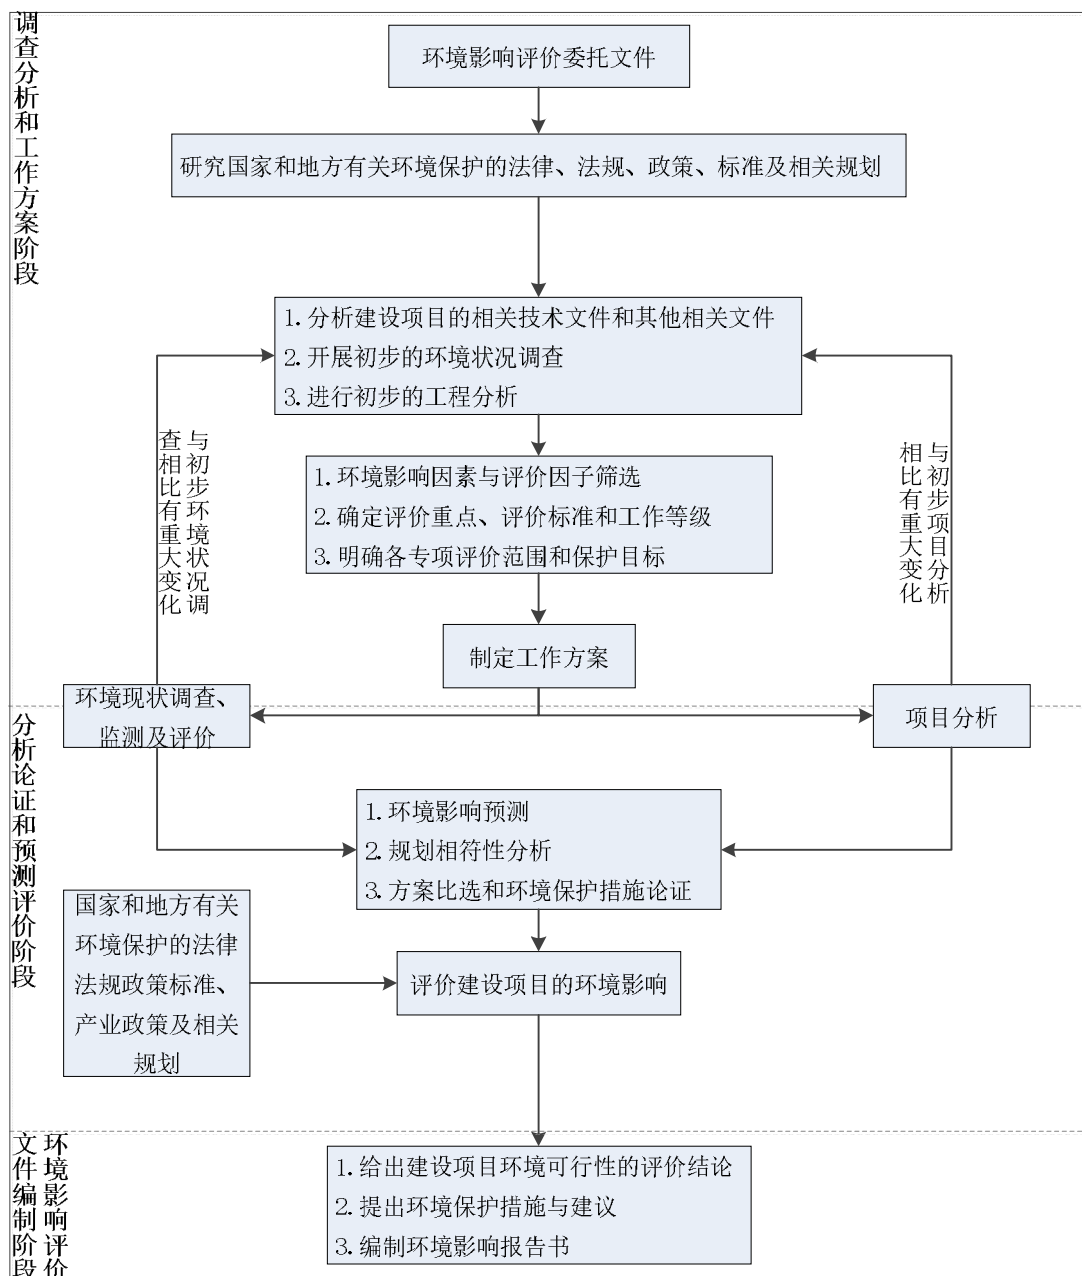 调查分析和工作方案阶段
环境影响评价委托文件
研究国家和地方有关环境保护的法律、法规、政策、标准及相关规划
1. 分析建设项目的相关技术文件和其他相关文件
2. 开展初步的环境状况调查
3. 进行初步的工程分析
与初步环境状况调
查相比有重大变化
与初步项目分析
相比有重大变化
1. 环境影响因素与评价因子筛选
2. 确定评价重点、评价标准和工作等级
3. 明确各专项评价范围和保护目标
制定工作方案
环境现状调查、
监测及评价
项目分析
分析论证和预测评价阶段
1. 环境影响预测
2. 规划相符性分析
3. 方案比选和环境保护措施论证
国家和地方有关
环境保护的法律
法规政策标准、
产业政策及相关
规划
评价建设项目的环境影响
环境影响评价
文件编制阶段
1. 给出建设项目环境可行性的评价结论
2. 提出环境保护措施与建议
3. 编制环境影响报告书